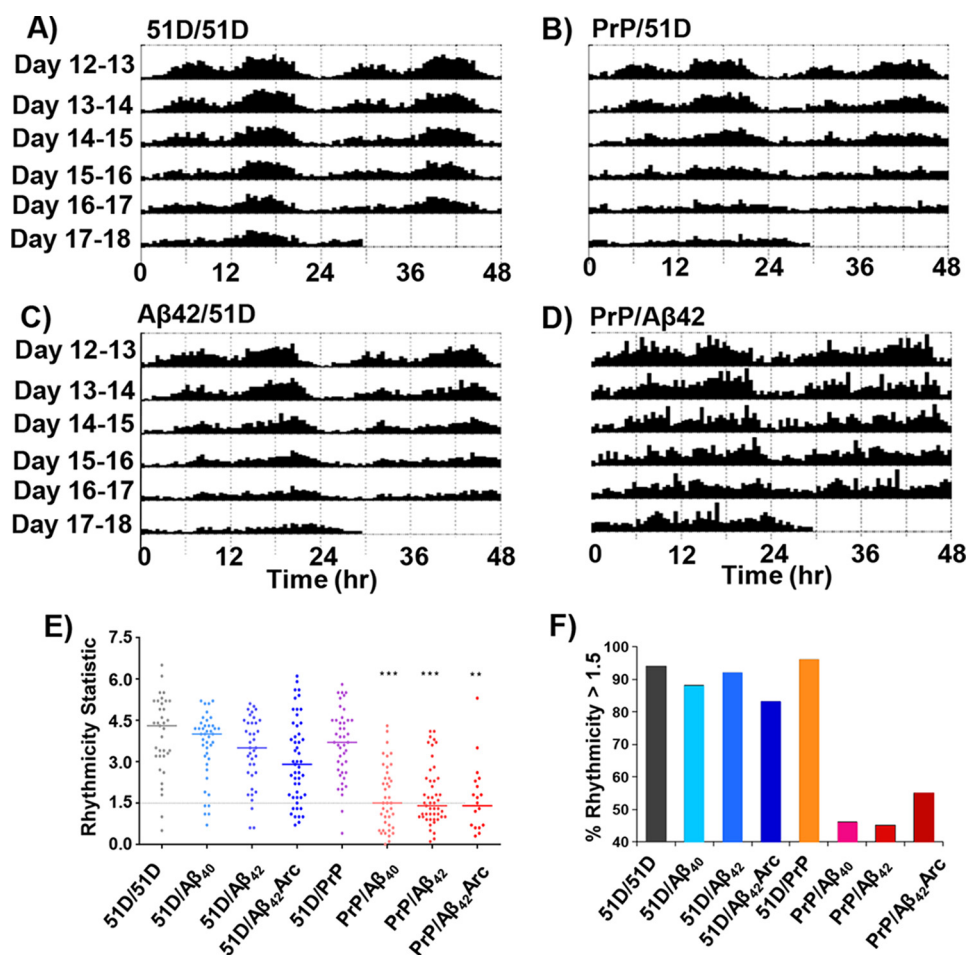 A) 51D/51D
Day 12-13
Day 13-14
Day 14-15
Day 15-16
Day 16-17
Day 17-18
0 12 24 36 48
B) PrP/51D
0 12 24 36 48
C) Aβ42/51D
Day 12-13
Day 13-14
Day 14-15
Day 15-16
Day 16-17
Day 17-18
0 12 24 36 48
Time (hr)
D) PrP/Aβ42
0 12 24 36 48
Time (hr)
E)
Rhythmicity Statistic
7.5
6.0
4.5
3.0
1.5
0.0
*** *** **
51D/51D
51D/Aβ₄₀
51D/Aβ₄₂
51D/Aβ₄₂Arc
51D/PrP
PrP/Aβ₄₀
PrP/Aβ₄₂
PrP/Aβ₄₂Arc
F)
% Rhythmicity > 1.5
100
90
80
70
60
50
40
51D/51D
51D/Aβ₄₀
51D/Aβ₄₂
51D/Aβ₄₂Arc
51D/PrP
PrP/Aβ₄₀
PrP/Aβ₄₂
PrP/Aβ₄₂Arc